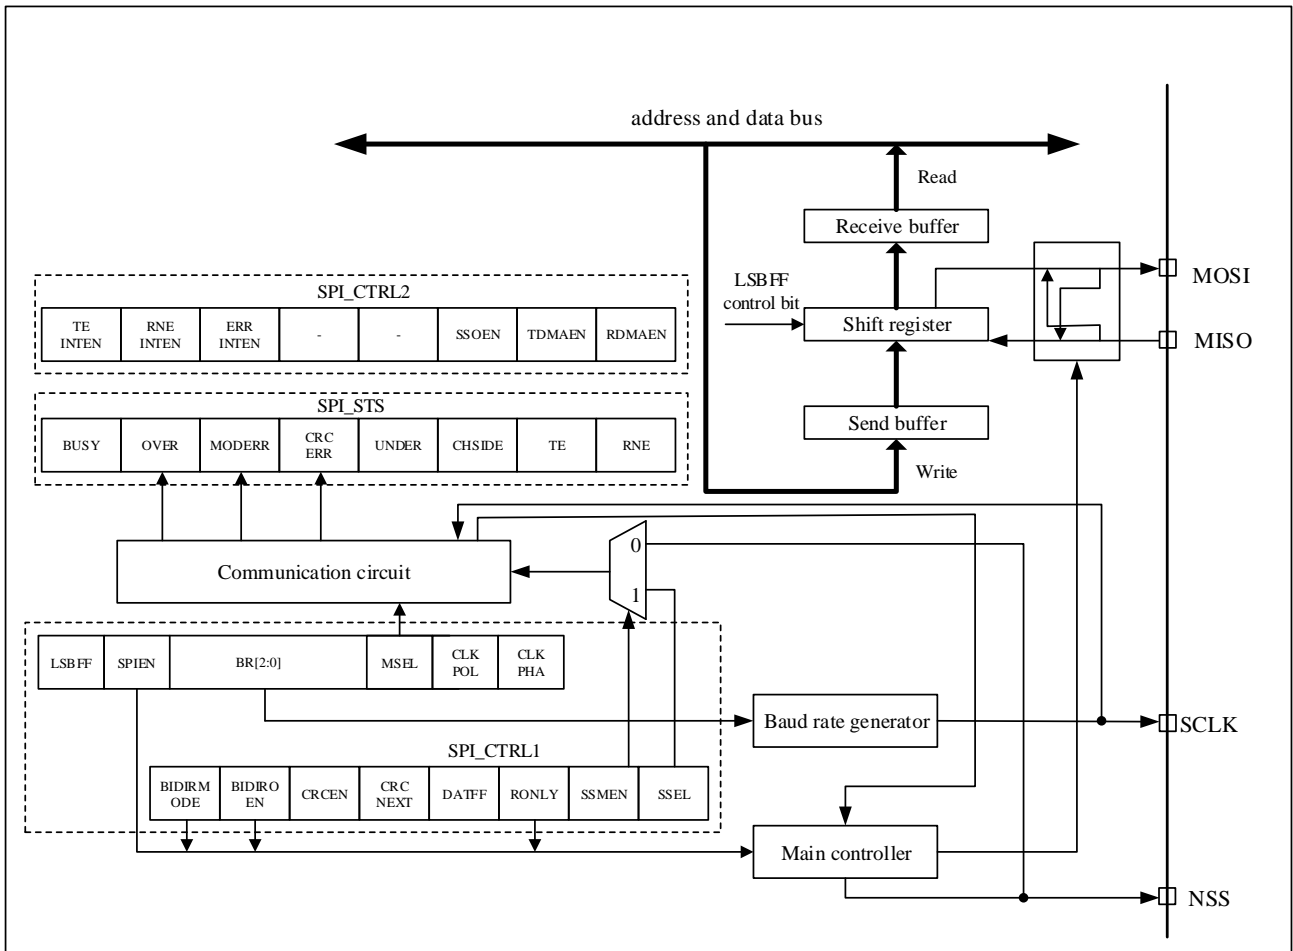 address and data bus
Read
Receive buffer
LSBFF
control bit
Shift register
MOSI
MISO
Send buffer
Write
SPI_CTRL2
TE
INTEN
RNE
INTEN
ERR
INTEN
-
-
SSOEN
TDMAEN
RDMAEN
SPI_STS
BUSY
OVER
MODERR
CRC
ERR
UNDER
CHSIDE
TE
RNE
Communication circuit
0
1
LSBFF
SPIEN
BR[2:0]
MSEL
CLK
POL
CLK
PHA
Baud rate generator
SCLK
SPI_CTRL1
BIDIRM
ODE
BIDIRO
EN
CRCEN
CRC
NEXT
DATFF
RONLY
SSMEN
SSEL
Main controller
NSS